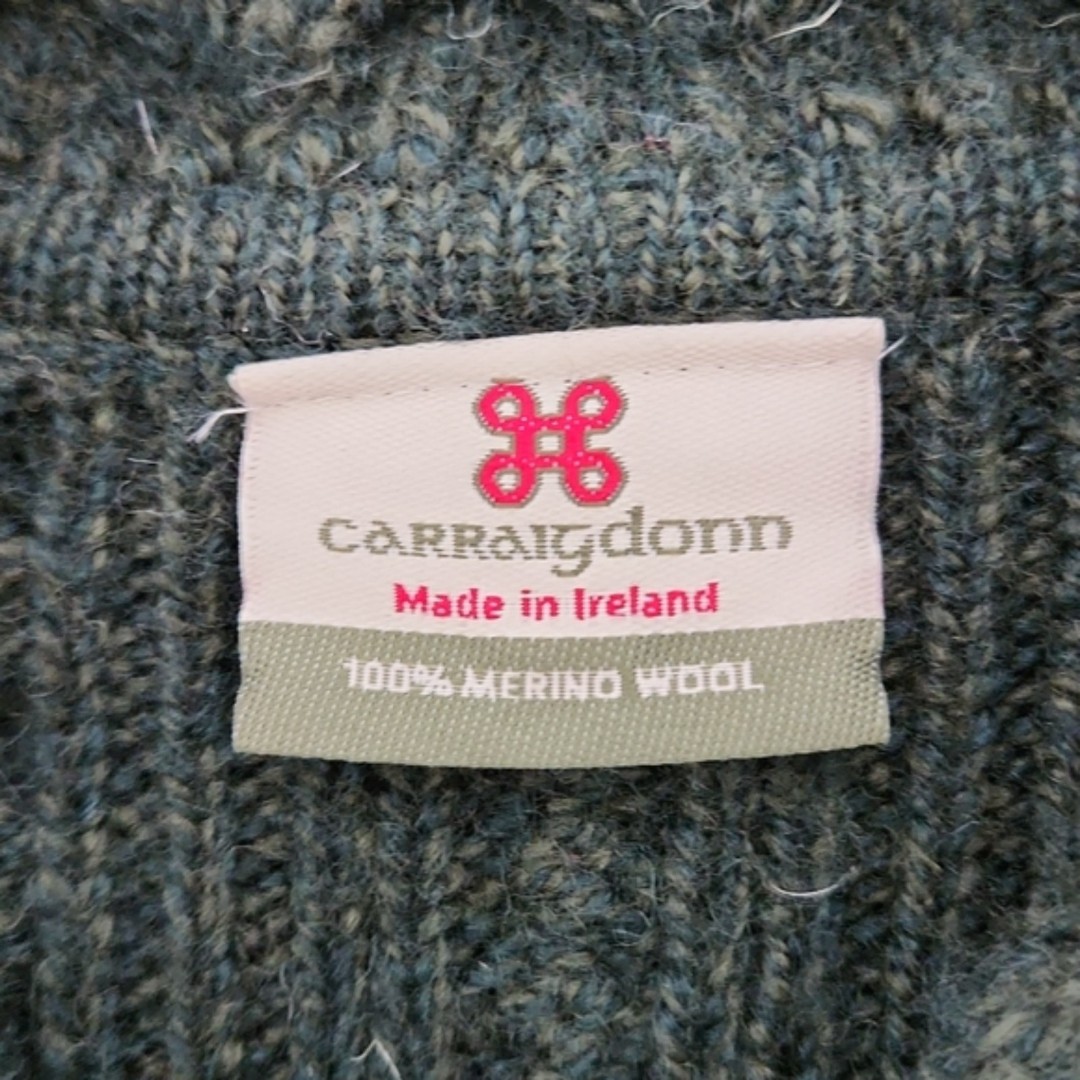 CARRAIGdONN
Made in Ireland
100% MERINO WOOL